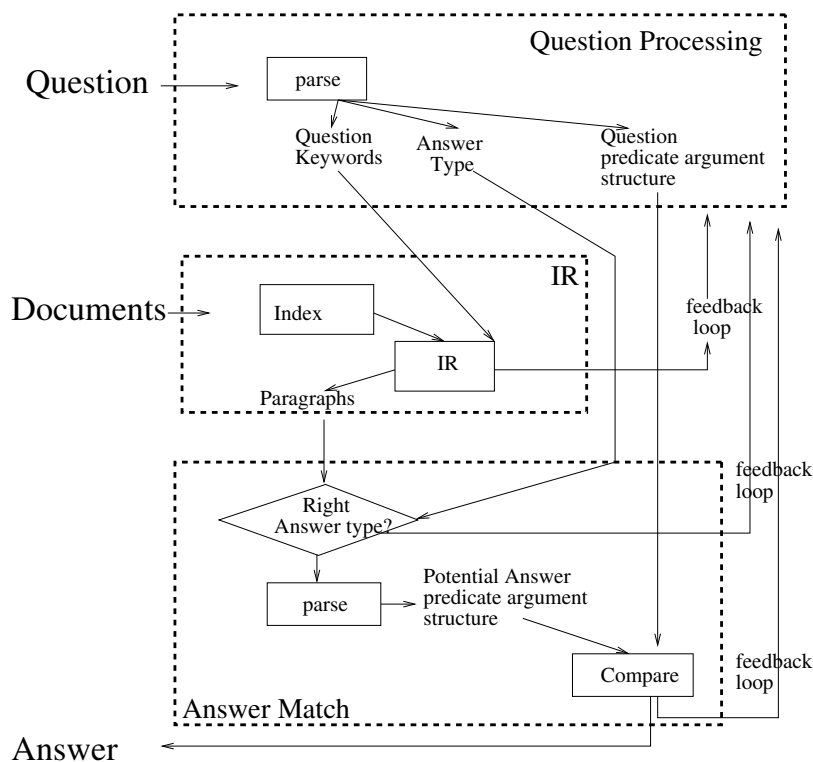 Question Processing
Question
parse
Question
Keywords
Answer
Type
Question
predicate argument
structure
IR
Documents
Index
feedback
loop
IR
Paragraphs
feedback
loop
Right
Answer type?
Potential Answer
predicate argument
structure
parse
feedback
loop
Compare
Answer Match
Answer